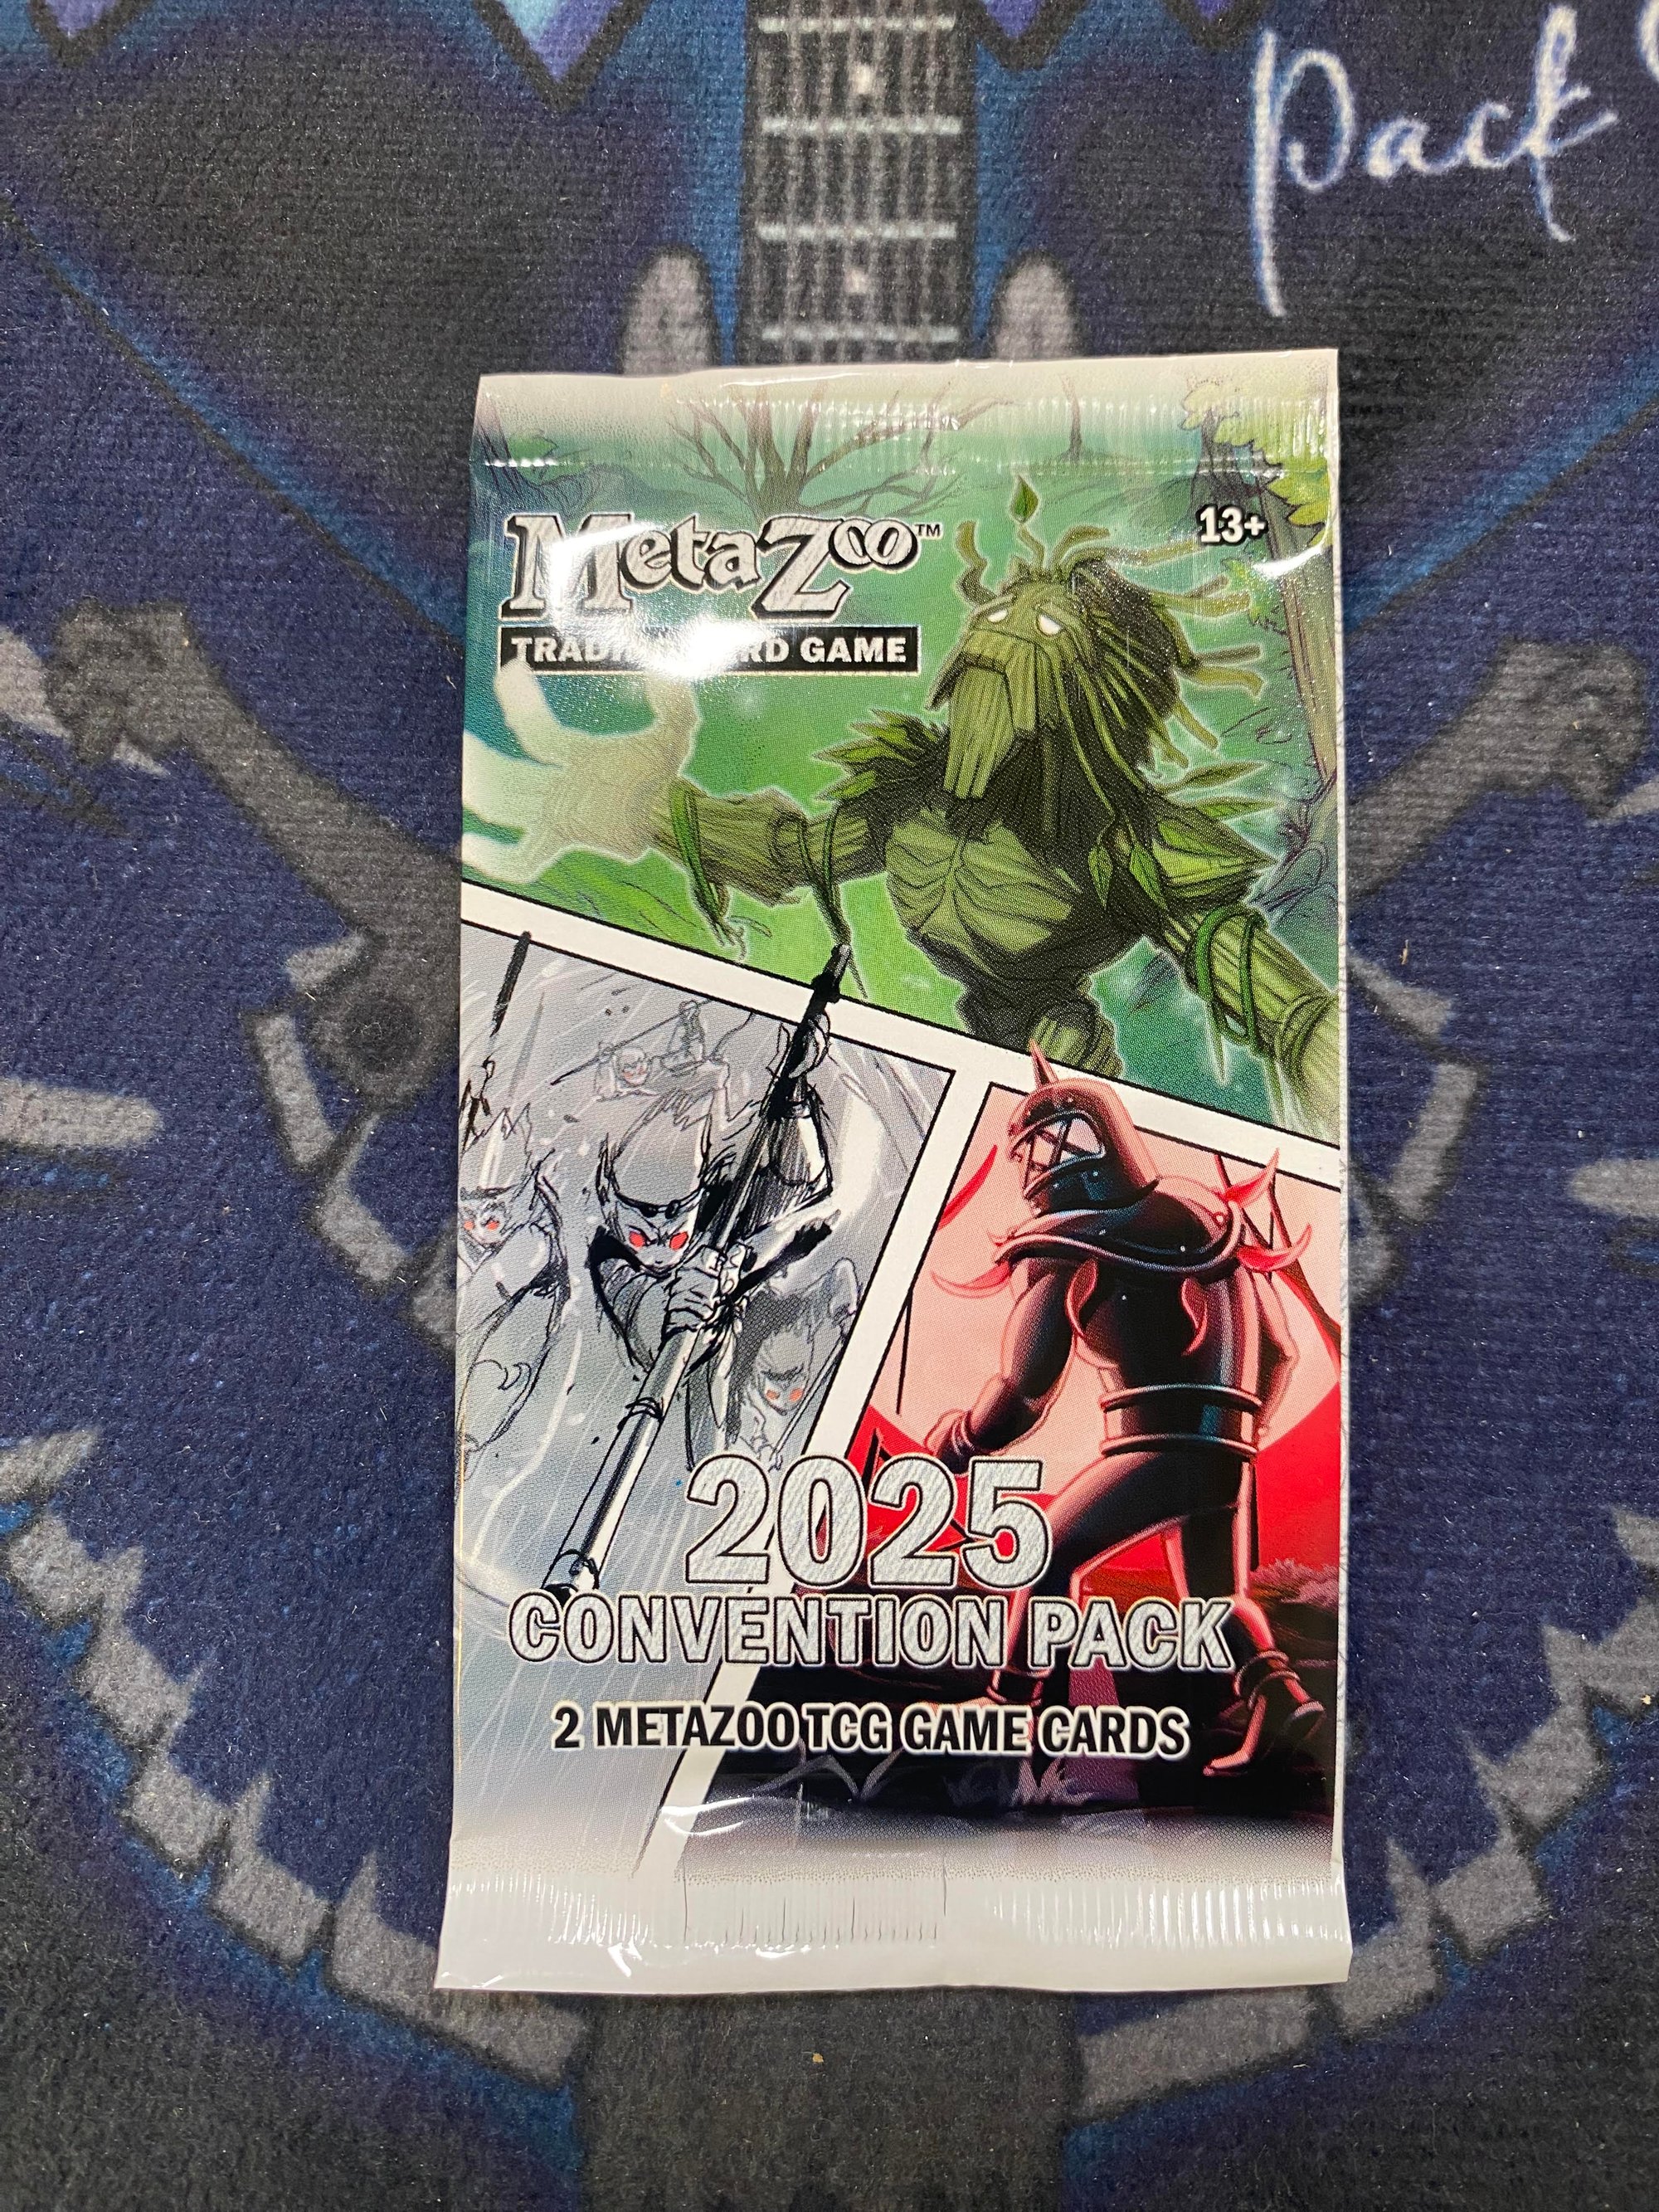 Pack
MetaZoo™
13+
TRADING CARD GAME
2025
CONVENTION PACK
2 METAZOO TCG GAME CARDS